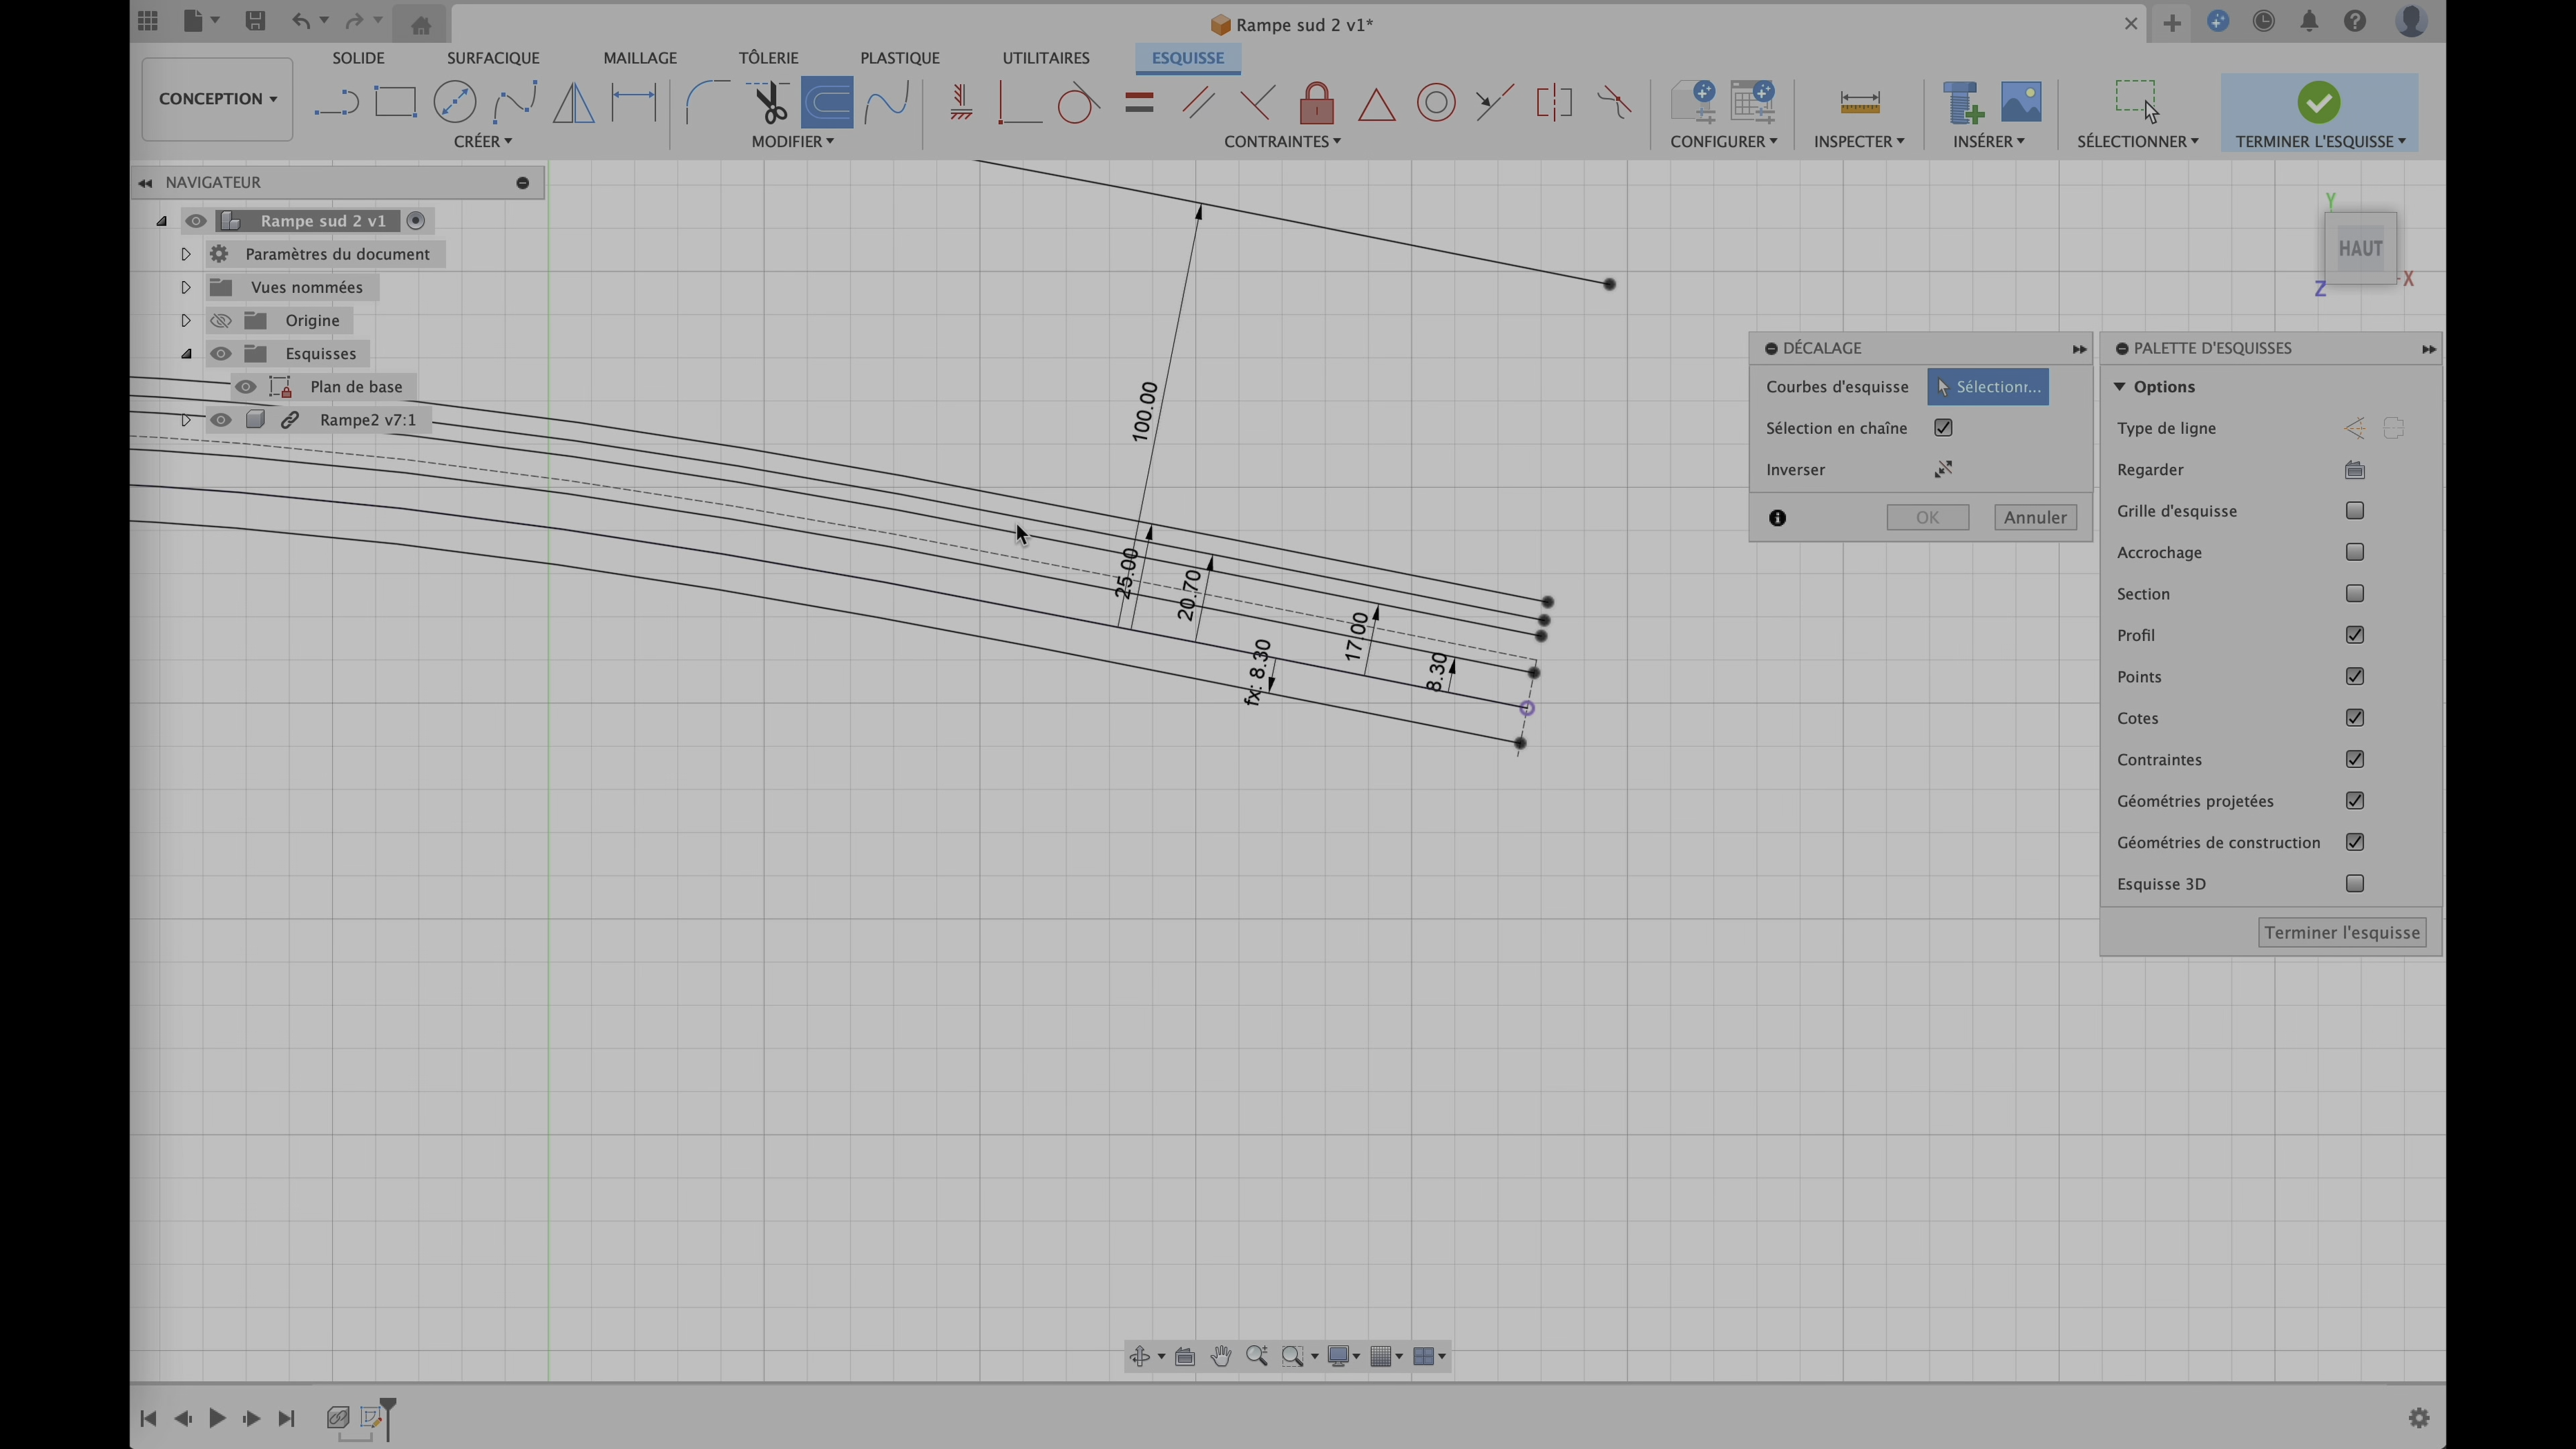 Rampe sud 2 v1*
SOLIDE SURFACIQUE MAILLAGE TÔLERIE PLASTIQUE UTILITAIRES ESQUISSE
CONCEPTION
CRÉER MODIFIER CONTRAINTES CONFIGURER INSPECTER INSÉRER SÉLECTIONNER TERMINER L'ESQUISSE
NAVIGATEUR
Rampe sud 2 v1
Paramètres du document
Vues nommées
Origine
Esquisses
Plan de base
Rampe2 v7:1
100.00
25.00
20.70
17.00
8.30
fx: 8.30
Y
HAUT
X
Z
DÉCALAGE
Courbes d'esquisse Sélectionr...
Sélection en chaîne
Inverser
OK Annuler
PALETTE D'ESQUISSES
Options
Type de ligne
Regarder
Grille d'esquisse
Accrochage
Section
Profil
Points
Cotes
Contraintes
Géométries projetées
Géométries de construction
Esquisse 3D
Terminer l'esquisse